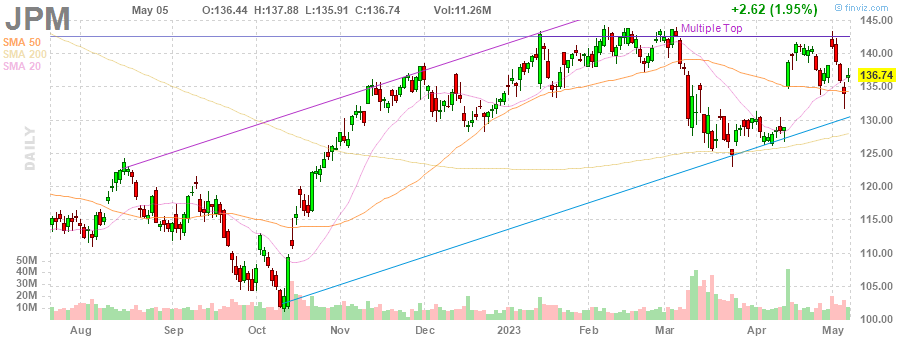 JPM May 05 O:136.44 H:137.88 L:135.91 C:136.74 Vol:11.26M +2.62 (1.95%) © finviz.com
SMA 50
SMA 200
SMA 20
Multiple Top
DAILY
145.00
140.00
136.74
135.00
130.00
125.00
120.00
115.00
110.00
105.00
100.00
50M
40M
30M
20M
10M
Aug Sep Oct Nov Dec 2023 Feb Mar Apr May